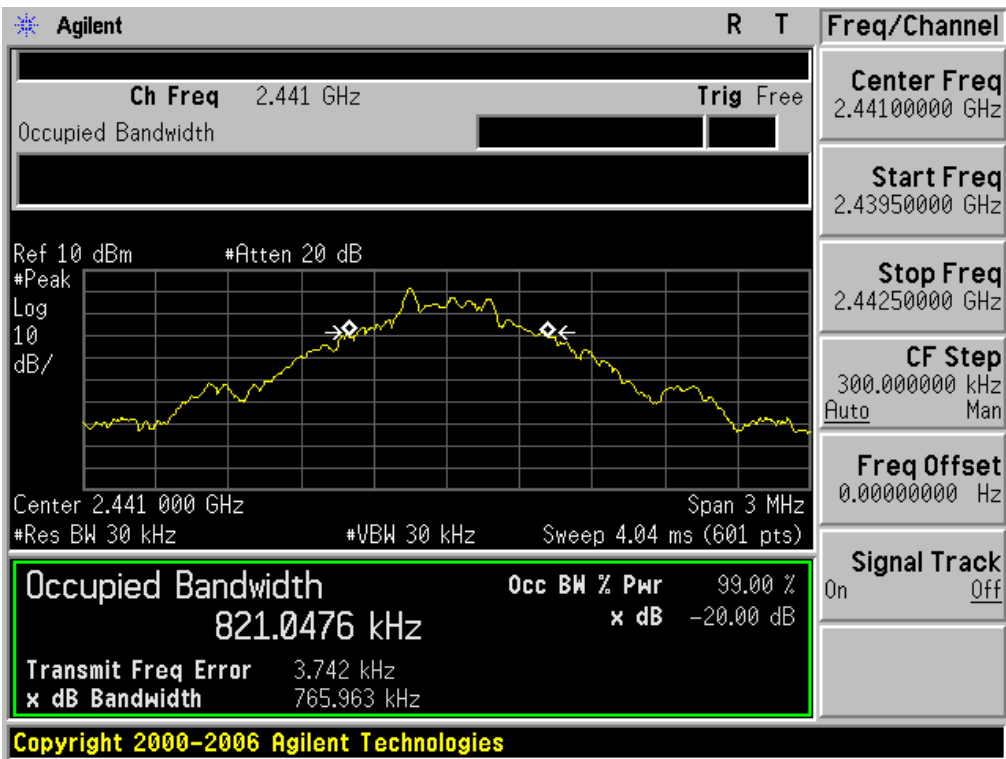 Agilent R T
Ch Freq 2.441 GHz Trig Free
Occupied Bandwidth
Ref 10 dBm #Atten 20 dB
#Peak
Log
10
dB/
Center 2.441 000 GHz Span 3 MHz
#Res BW 30 kHz #VBW 30 kHz Sweep 4.04 ms (601 pts)
Occupied Bandwidth Occ BW % Pwr 99.00 %
821.0476 kHz x dB -20.00 dB
Transmit Freq Error 3.742 kHz
x dB Bandwidth 765.963 kHz
Copyright 2000-2006 Agilent Technologies
Freq/Channel
Center Freq
2.44100000 GHz
Start Freq
2.43950000 GHz
Stop Freq
2.44250000 GHz
CF Step
300.000000 kHz
Auto Man
Freq Offset
0.00000000 Hz
Signal Track
On Off